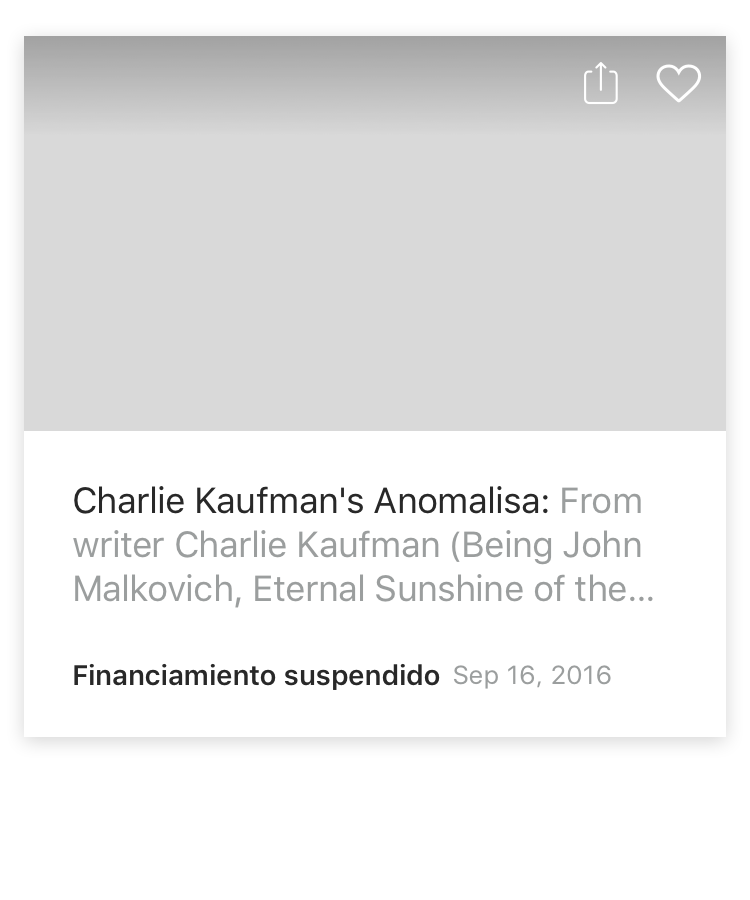 Charlie Kaufman's Anomalisa: From
writer Charlie Kaufman (Being John
Malkovich, Eternal Sunshine of the...
Financiamiento suspendido Sep 16, 2016